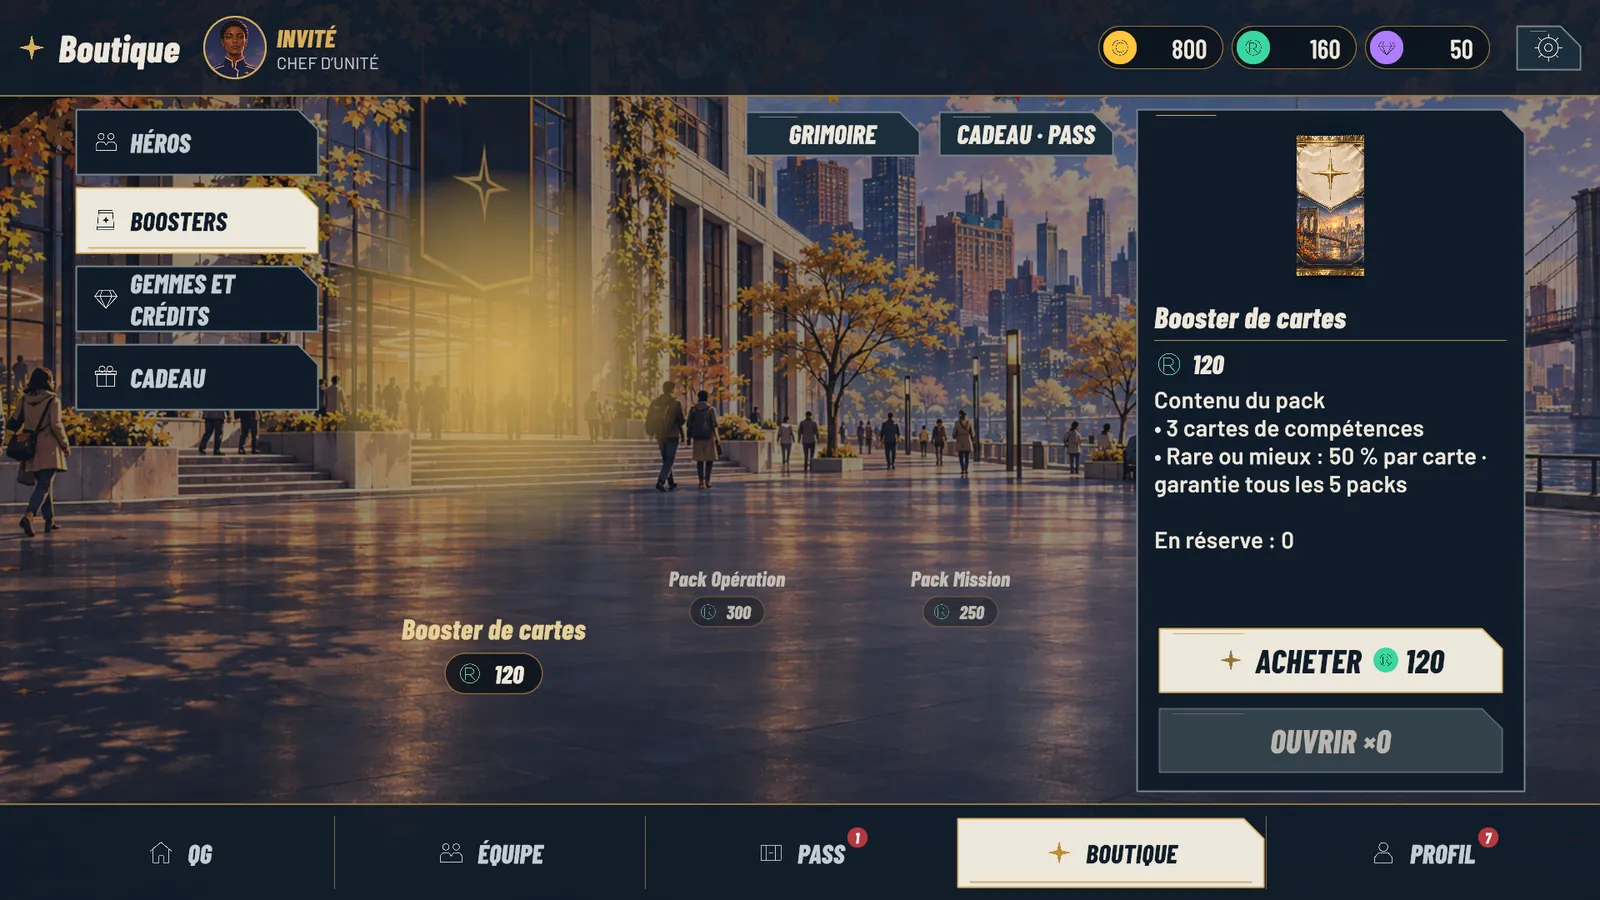 Boutique
INVITÉ
CHEF D'UNITÉ
800
160
50
HÉROS
BOOSTERS
GEMMES ET
CRÉDITS
CADEAU
GRIMOIRE
CADEAU · PASS
Booster de cartes
R 120
Contenu du pack
• 3 cartes de compétences
• Rare ou mieux : 50 % par carte ·
garantie tous les 5 packs
En réserve : 0
ACHETER R 120
OUVRIR ×0
Pack Opération
R 300
Pack Mission
R 250
Booster de cartes
R 120
QG
ÉQUIPE
PASS
1
BOUTIQUE
PROFIL
7